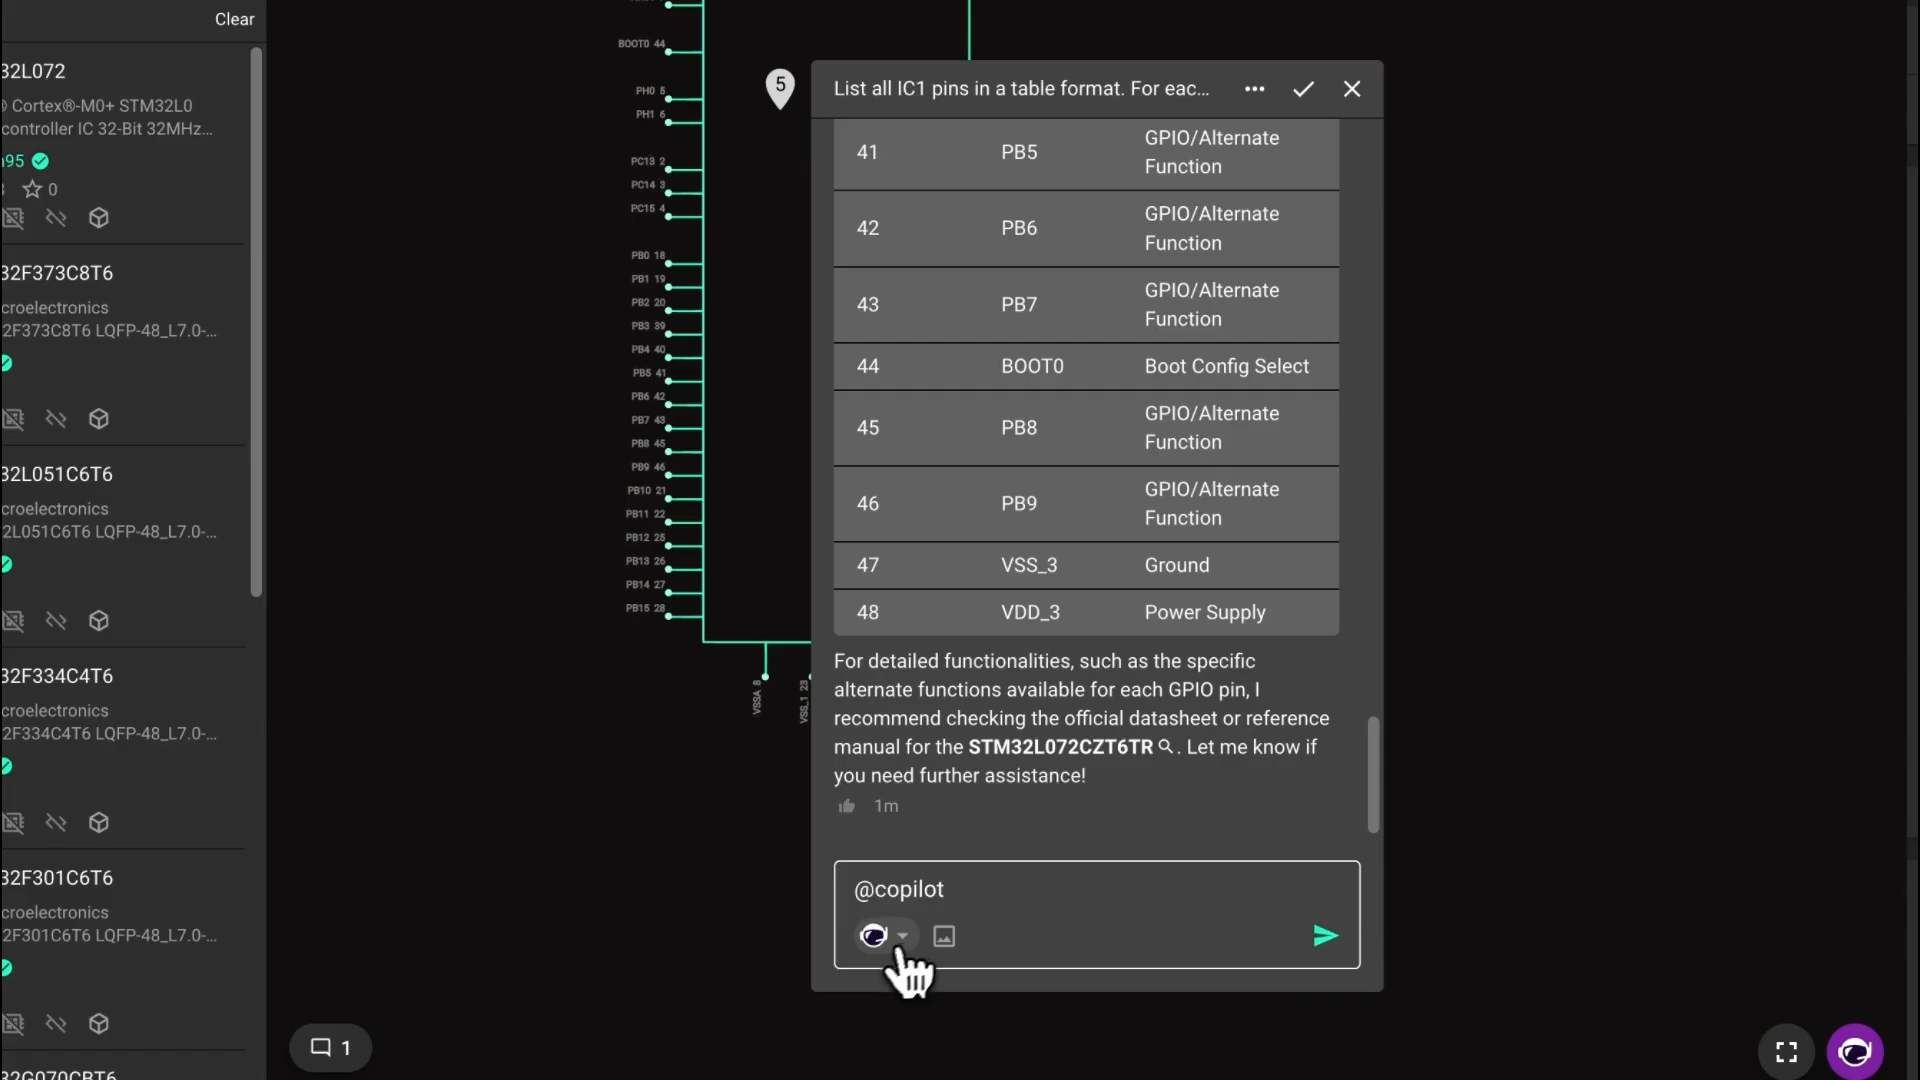 Clear
32L072
Cortex®-M0+ STM32L0
controller IC 32-Bit 32MHz...
95
0
32F373C8T6
croelectronics
2F373C8T6 LQFP-48_L7.0-...
32L051C6T6
croelectronics
2L051C6T6 LQFP-48_L7.0-...
32F334C4T6
croelectronics
2F334C4T6 LQFP-48_L7.0-...
32F301C6T6
croelectronics
2F301C6T6 LQFP-48_L7.0-...
32G070CBT6
BOOT0 44
PH0 5
PH1 6
PC13 2
PC14 3
PC15 4
PB0 18
PB1 19
PB2 20
PB3 39
PB4 40
PB5 41
PB6 42
PB7 43
PB8 45
PB9 46
PB10 21
PB11 22
PB12 25
PB13 26
PB14 27
PB15 28
VSSA 8
VSS_1 23
5
List all IC1 pins in a table format. For eac...
41 PB5 GPIO/Alternate
Function
42 PB6 GPIO/Alternate
Function
43 PB7 GPIO/Alternate
Function
44 BOOT0 Boot Config Select
45 PB8 GPIO/Alternate
Function
46 PB9 GPIO/Alternate
Function
47 VSS_3 Ground
48 VDD_3 Power Supply
For detailed functionalities, such as the specific
alternate functions available for each GPIO pin, I
recommend checking the official datasheet or reference
manual for the STM32L072CZT6TR . Let me know if
you need further assistance!
1m
@copilot
1